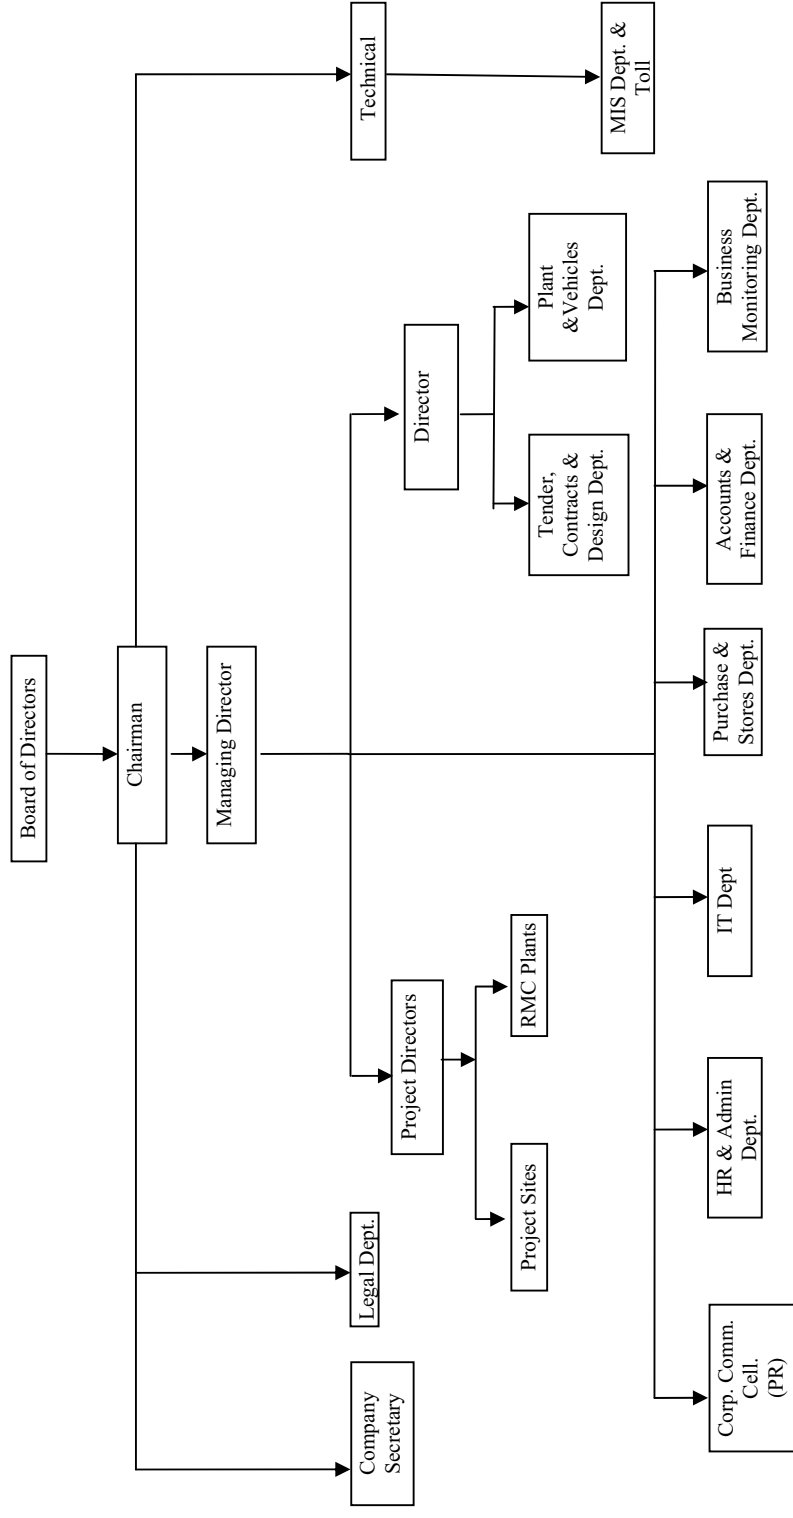 Board of Directors
Chairman
Managing Director
Company
Secretary
Legal Dept.
Technical
Project Directors
Director
Project Sites
RMC Plants
Tender,
Contracts &
Design Dept.
Plant
&Vehicles
Dept.
MIS Dept. &
Toll
Corp. Comm.
Cell.
(PR)
HR & Admin
Dept.
IT Dept
Purchase &
Stores Dept.
Accounts &
Finance Dept.
Business
Monitoring Dept.